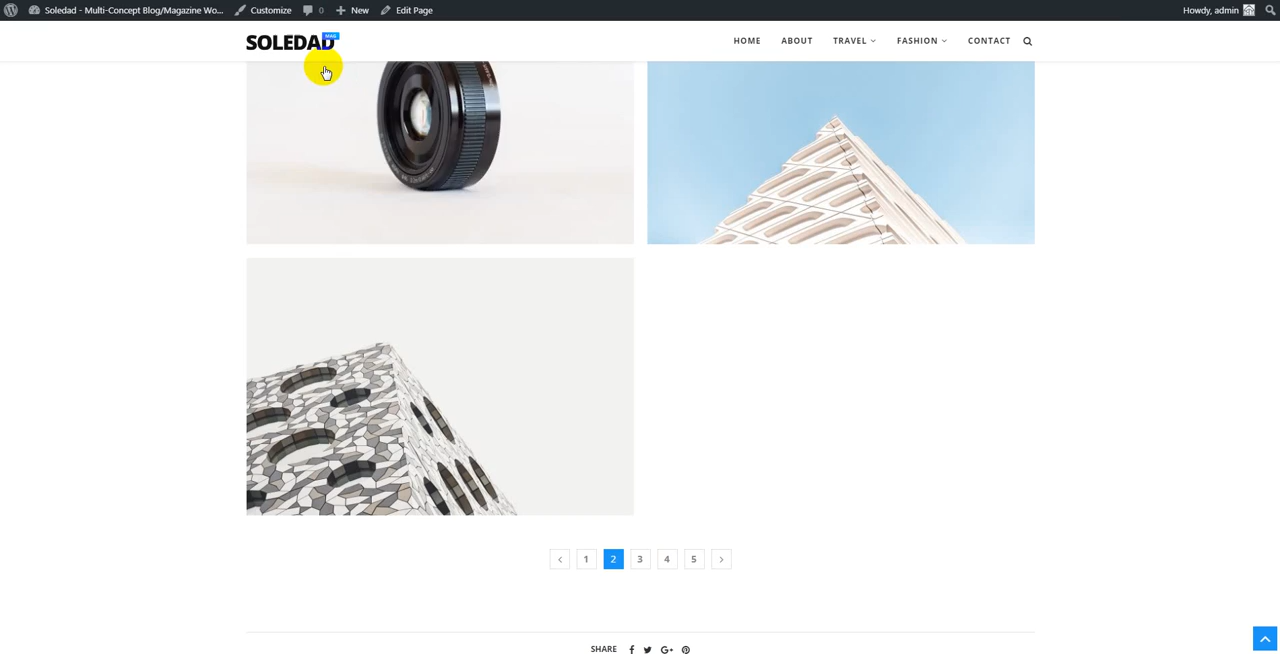 Soledad - Multi-Concept Blog/Magazine Wo... Customize 0 New Edit Page Howdy, admin
SOLEDAD MAG HOME ABOUT TRAVEL FASHION CONTACT
1 2 3 4 5
SHARE